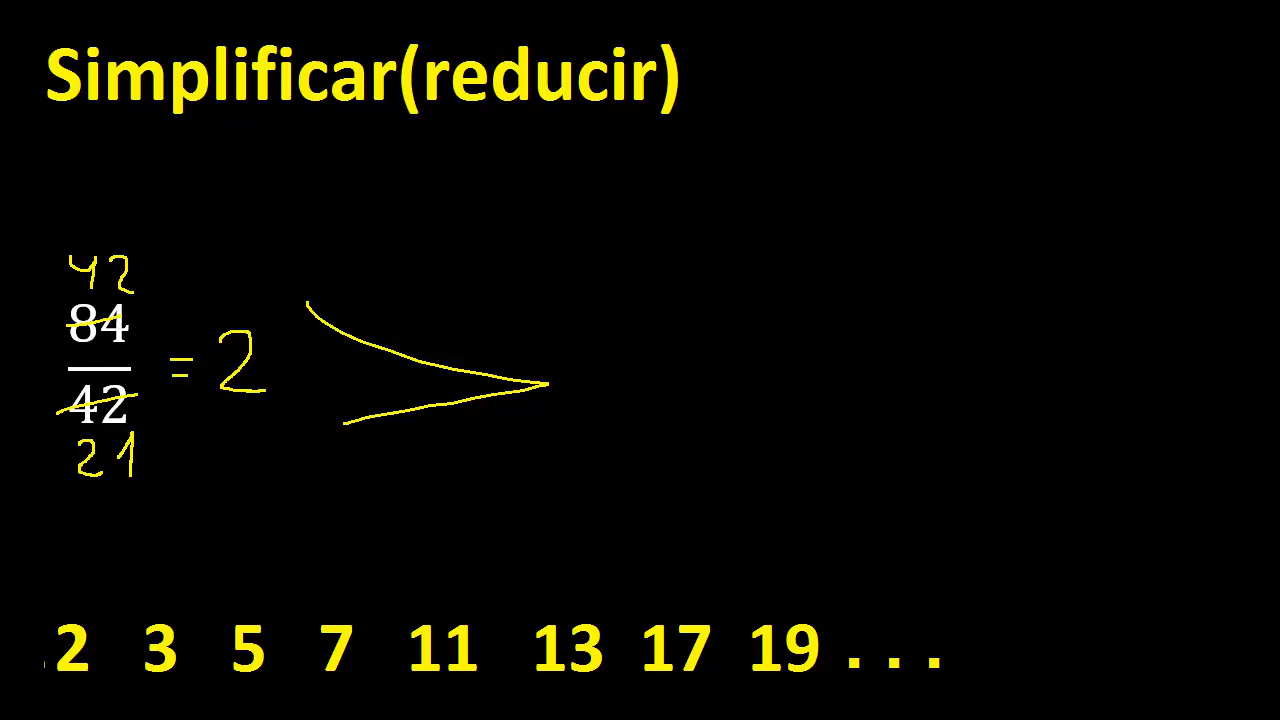 Simplificar(reducir)
42
84
42
21
= 2
2 3 5 7 11 13 17 19 . . .